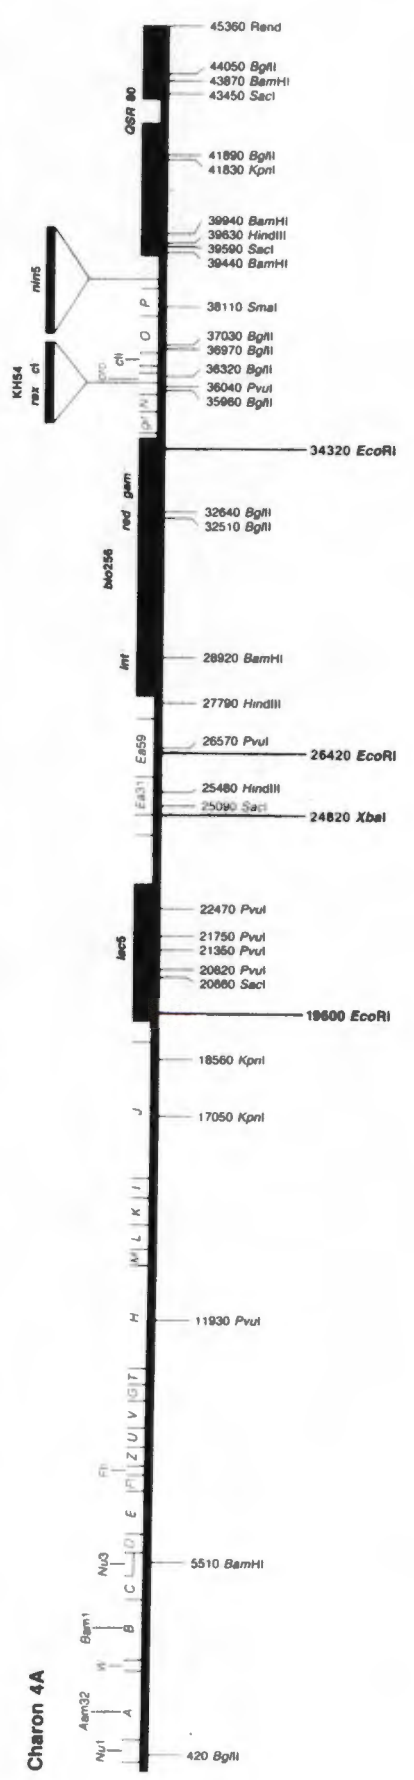 45360 Rend
44050 BglII
43870 BamHI
43450 SacI
QSR 80
41890 BglII
41830 KpnI
39940 BamHI
39630 HindIII
39590 SacI
39440 BamHI
nin5
P
38110 SmaI
O
37030 BglII
36970 BglII
KH54
rex cI
cro
cII
36320 BglII
36040 PvuI
35960 BglII
N
34320 EcoRI
red gam
32640 BglII
32510 BglII
bio256
int
28920 BamHI
27790 HindIII
Ea59
26570 PvuI
26420 EcoRI
Ea31
25460 HindIII
25090 SacI
24820 XbaI
22470 PvuI
lac5
21750 PvuI
21350 PvuI
20820 PvuI
20660 SacI
19600 EcoRI
18560 KpnI
J
17050 KpnI
I
K
L
M
H
11930 PvuI
T
G
V
U
Z
E
D
Nu3
5510 BamHI
C
Bam1
B
W
Aam32
A
Nu1
420 BglII
Charon 4A